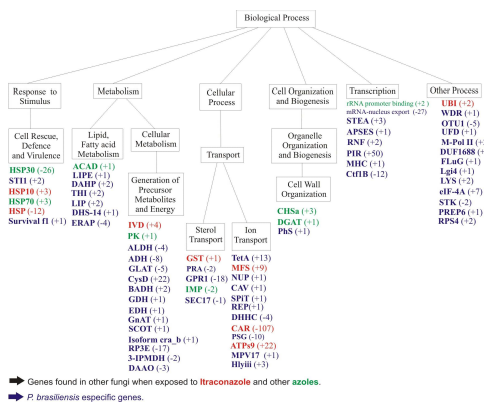 Biological Process
Response to
Stimulus
Cell Rescue,
Defence
and Virulence
HSP30 (-26)
STI1 (+2)
HSP10 (+3)
HSP70 (+3)
HSP (-12)
Survival f1 (+1)
Metabolism
Lipid,
Fatty acid
Metabolism
ACAD (+1)
LIPE (+1)
DAHP (+2)
THI (+2)
LIP (+2)
DHS-14 (+1)
ERAP (-4)
Cellular
Metabolism
Generation of
Precursor
Metabolites
and Energy
IVD (+4)
PK (+1)
ALDH (-4)
ADH (-8)
GLAT (-5)
CysD (+22)
BADH (+2)
GDH (+1)
EDH (+1)
GnAT (+1)
SCOT (+1)
Isoform cra_b (+1)
RP3E (-17)
3-IPMDH (-2)
DAAO (-3)
Cellular
Process
Transport
Sterol
Transport
GST (+1)
PRA (-2)
GPR1 (-18)
IMP (-2)
SEC17 (-1)
Ion
Transport
TetA (+13)
MFS (+9)
NUP (+1)
CAV (+1)
SPiT (+1)
REP(+1)
DHHC (-4)
CAR (-107)
PSG (-10)
ATPs9 (+22)
MPV17 (+1)
Hlyiii (+3)
Cell Organization
and Biogenesis
Organelle
Organization
and Biogenesis
Cell Wall
Organization
CHSa (+3)
DGAT (+1)
PhS (+1)
Transcription
rRNA promoter binding (+2 )
mRNA-nucleus export (-27)
STEA (+3)
APSES (+1)
RNF (+2)
MHC (+1)
PIR (+50)
Ctf1B (-12)
Other Process
UBI (+2)
WDR (+1)
OTU1 (-5)
UFD (+1)
M-Pol II (+1)
DUF1688 (+1)
FLuG (+1)
Lgi4 (+1)
LYS (+2)
eIF-4A (+7)
STK (-2)
PREP6 (+1)
RPS4 (+2)
Genes found in other fungi when exposed to Itraconazole and other azoles.
P. brasiliensis especific genes.